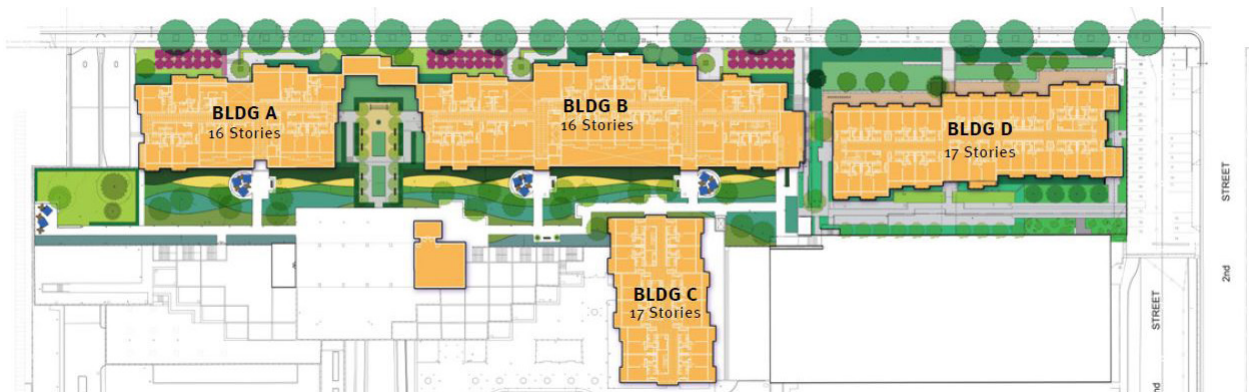 BLDG A
16 Stories
BLDG B
16 Stories
BLDG D
17 Stories
BLDG C
17 Stories
STREET
2nd
STREET